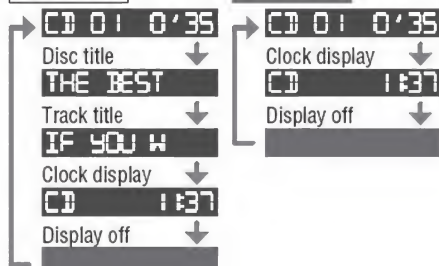 CD 01 0'35
Disc title
THE BEST
Track title
IF YOU W
Clock display
CD 1:37
Display off
CD 01 0'35
Clock display
CD 1:37
Display off